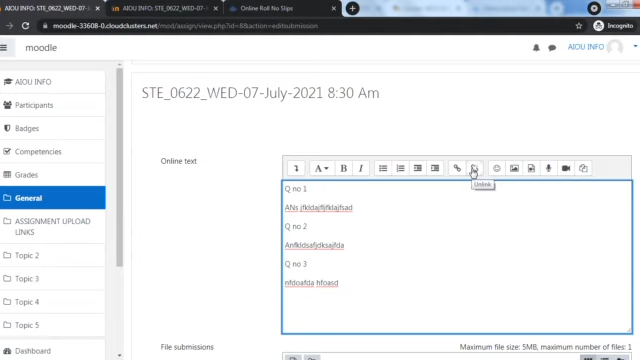 AIOU INFO: STE_0622_WED-07-J
AIOU INFO: STE_0622_WED-07-J
Online Roll No Slips
moodle-33608-0.cloudclusters.net/mod/assign/view.php?id=8&action=editsubmission
Incognito
moodle
AIOU INFO
AIOU INFO
Participants
Badges
Competencies
Grades
General
ASSIGNMENT UPLOAD
LINKS
Topic 2
Topic 3
Topic 4
Topic 5
Dashboard
STE_0622_WED-07-July-2021 8:30 Am
Online text
A B I
Unlink
Q no 1
ANs jfkldajfljfklajfsad
Q no 2
Anfkldsafjdksajfda
Q no 3
nfdoafda hfoasd
File submissions
Maximum file size: 5MB, maximum number of files: 1